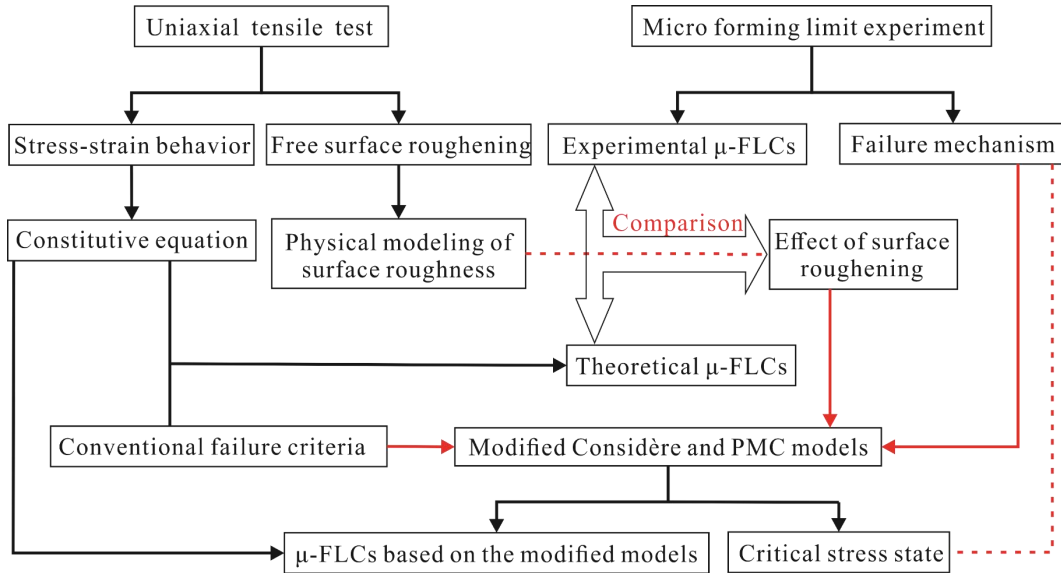 Uniaxial tensile test
Micro forming limit experiment
Stress-strain behavior
Free surface roughening
Experimental μ-FLCs
Failure mechanism
Constitutive equation
Physical modeling of
surface roughness
Comparison
Effect of surface
roughening
Theoretical μ-FLCs
Conventional failure criteria
Modified Considère and PMC models
μ-FLCs based on the modified models
Critical stress state